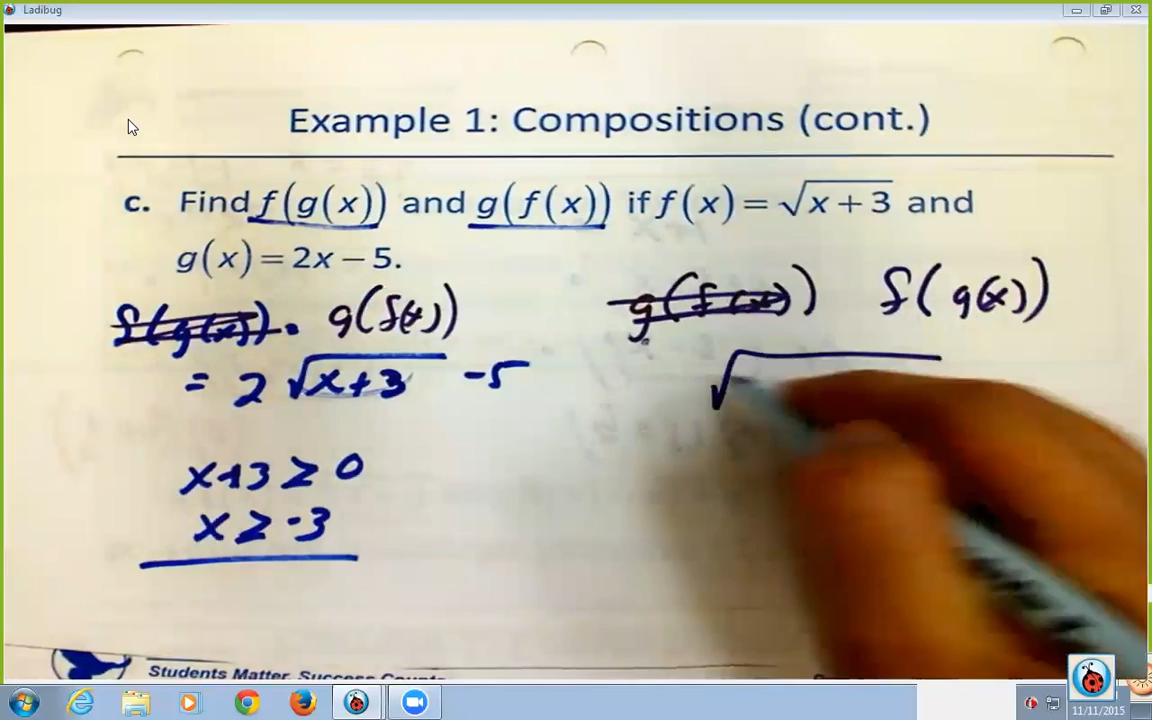 Ladibug
Example 1: Compositions (cont.)
c. Find f(g(x)) and g(f(x)) if f(x) = √x + 3 and
g(x) = 2x – 5.
f(g(x)). g(f(x)) g(f(x)) f(g(x))
= 2 √x+3 -5 √
x+3 ≥ 0
x ≥ -3
Students Matter. Success
11/11/2015